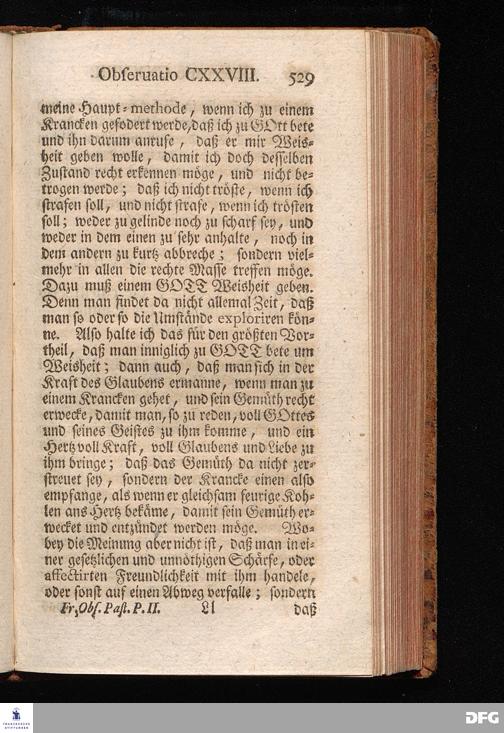 Obſeruatio CXXVIII. 529
meine Haupt-methode, wenn ich zu einem
Krancken gefodert werde, daß ich zu GOtt bete
und ihn darum anruſe, daß er mir Weis-
heit geben wolle, damit ich doch deſſelben
Zuſtand recht erkennen möge, und nicht be-
trogen werde; daß ich nicht tröſte, wenn ich
ſtrafen ſoll, und nicht ſtrafe, wenn ich tröſten
ſoll; weder zu gelinde noch zu ſcharf ſey, und
weder in dem einen zu ſehr anhalte, noch in
dem andern zu kurtz abbreche; ſondern viel-
mehr in allen die rechte Maſſe treffen möge.
Dazu muß einem GOTT Weisheit geben.
Denn man findet da nicht allemal Zeit, daß
man ſo oder ſo die Umſtände exploriren kön-
ne. Alſo halte ich das für den größten Vor-
theil, daß man inniglich zu GOTT bete um
Weisheit; dann auch, daß man ſich in der
Kraft des Glaubens ermanne, wenn man zu
einem Krancken gehet, und ſein Gemüth recht
erwecke, damit man, ſo zu reden, voll GOttes
und ſeines Geiſtes zu ihm komme, und ein
Hertz voll Kraft, voll Glaubens und Liebe zu
ihm bringe; daß das Gemüth da nicht zer-
ſtreuet ſey, ſondern der Krancke einen alſo
empfange, als wenn er gleichſam feurige Koh-
len ans Hertz bekäme, damit ſein Gemüth er-
wecket und entzündet werden möge. Wo-
bey die Meinung aber nicht iſt, daß man in ei-
ner geſetzlichen und unnöthigen Schärfe, oder
affectirten Freundlichkeit mit ihm handele,
oder ſonſt auf einen Abweg verfalle; ſondern
Fr. Obſ. Paſt. P. II. Ll daß
FRANCKESCHE
STIFTUNGEN
DFG